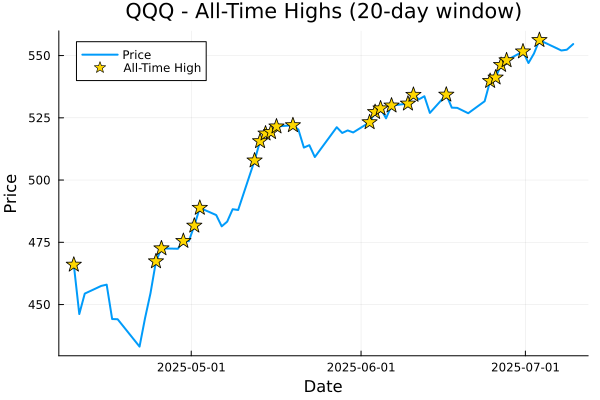 QQQ - All-Time Highs (20-day window)
Price
All-Time High
550
525
500
475
450
Price
2025-05-01
2025-06-01
2025-07-01
Date